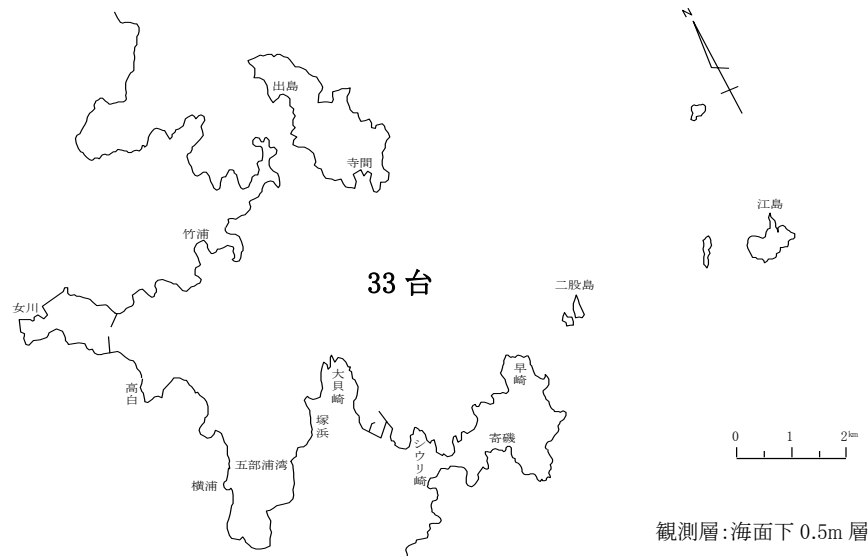 N
出島
寺間
江島
竹浦
33 台
二股島
女川
大貝崎
早崎
高白
塚浜
寄磯
シウリ崎
0 1 2km
五部浦湾
横浦
観測層:海面下 0.5m 層